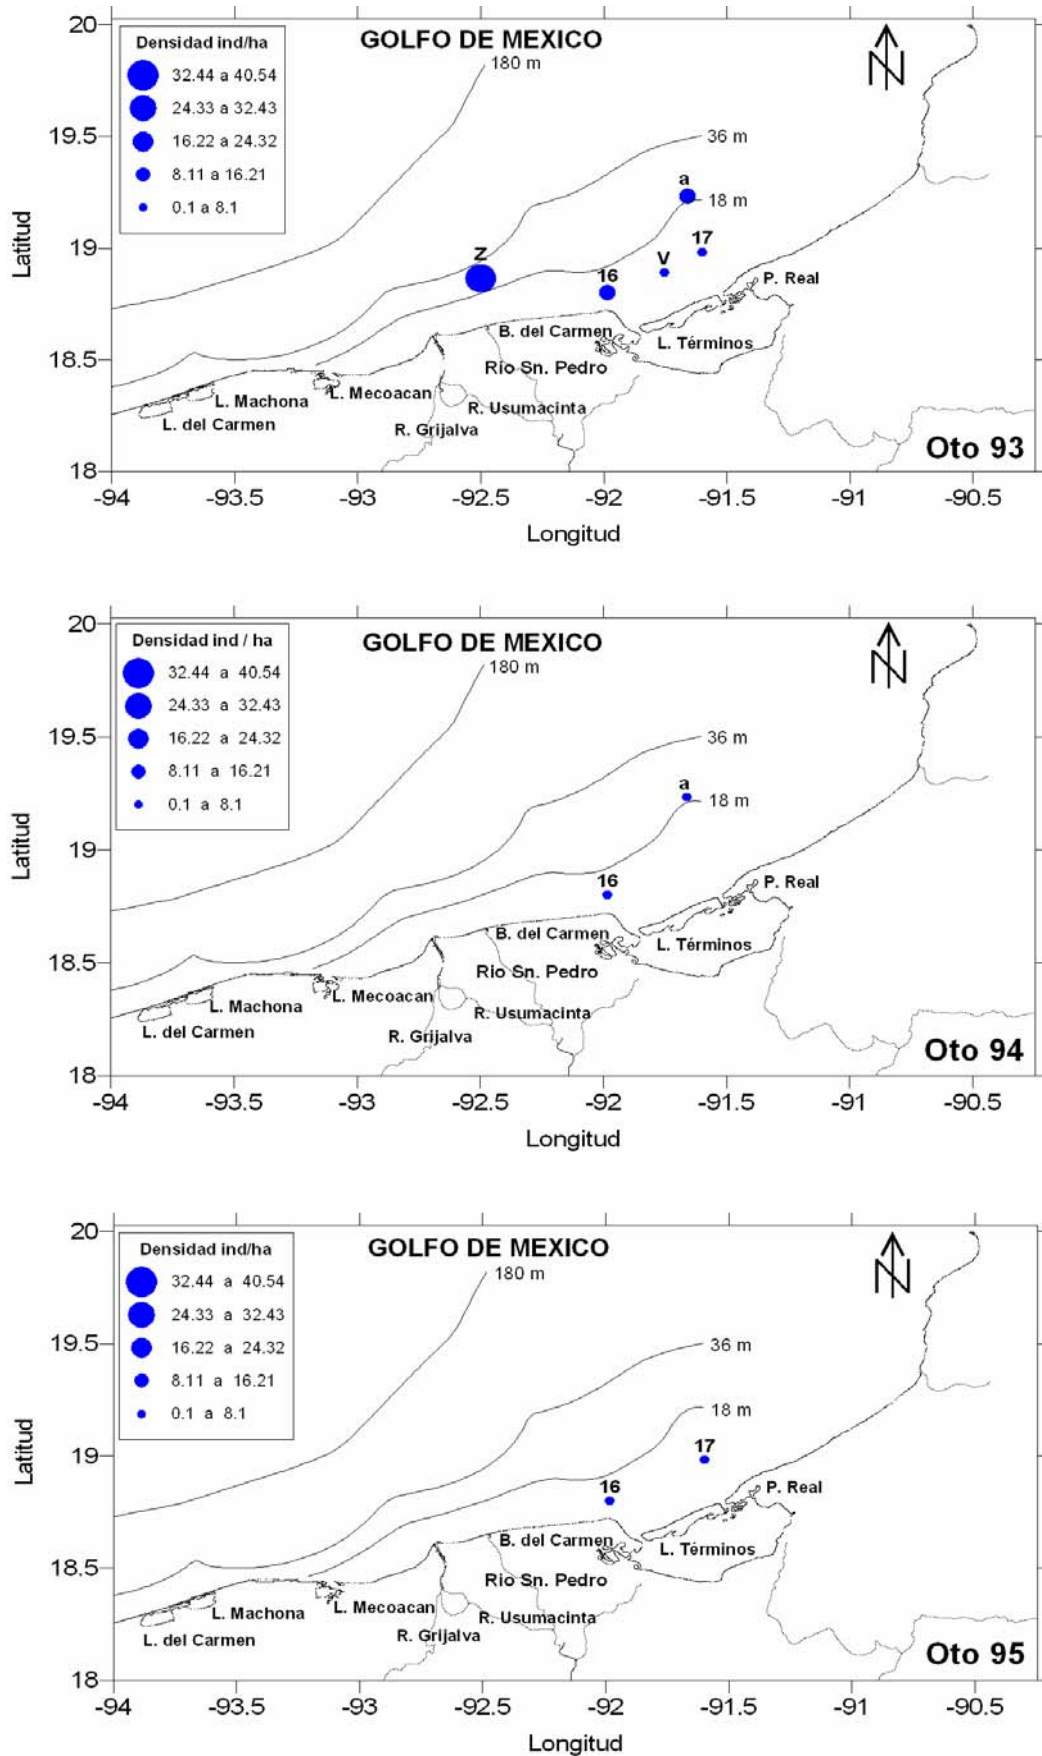 20
Densidad ind/ha
32.44 a 40.54
24.33 a 32.43
16.22 a 24.32
8.11 a 16.21
0.1 a 8.1
GOLFO DE MEXICO
180 m
N
19.5
36 m
a
18 m
Latitud
19
Z
17
V
16
P. Real
B. del Carmen
L. Términos
18.5
Río Sn. Pedro
L. Mecoacan
L. Machona
R. Usumacinta
L. del Carmen
R. Grijalva
Oto 93
18
-94 -93.5 -93 -92.5 -92 -91.5 -91 -90.5
Longitud
20
Densidad ind / ha
32.44 a 40.54
24.33 a 32.43
16.22 a 24.32
8.11 a 16.21
0.1 a 8.1
GOLFO DE MEXICO
180 m
N
19.5
36 m
a
18 m
Latitud
19
16
P. Real
B. del Carmen
L. Términos
18.5
Río Sn. Pedro
L. Mecoacan
L. Machona
R. Usumacinta
L. del Carmen
R. Grijalva
Oto 94
18
-94 -93.5 -93 -92.5 -92 -91.5 -91 -90.5
Longitud
20
Densidad ind/ha
32.44 a 40.54
24.33 a 32.43
16.22 a 24.32
8.11 a 16.21
0.1 a 8.1
GOLFO DE MEXICO
180 m
N
19.5
36 m
18 m
Latitud
19
17
16
P. Real
B. del Carmen
L. Términos
18.5
Río Sn. Pedro
L. Mecoacan
L. Machona
R. Usumacinta
L. del Carmen
R. Grijalva
Oto 95
18
-94 -93.5 -93 -92.5 -92 -91.5 -91 -90.5
Longitud